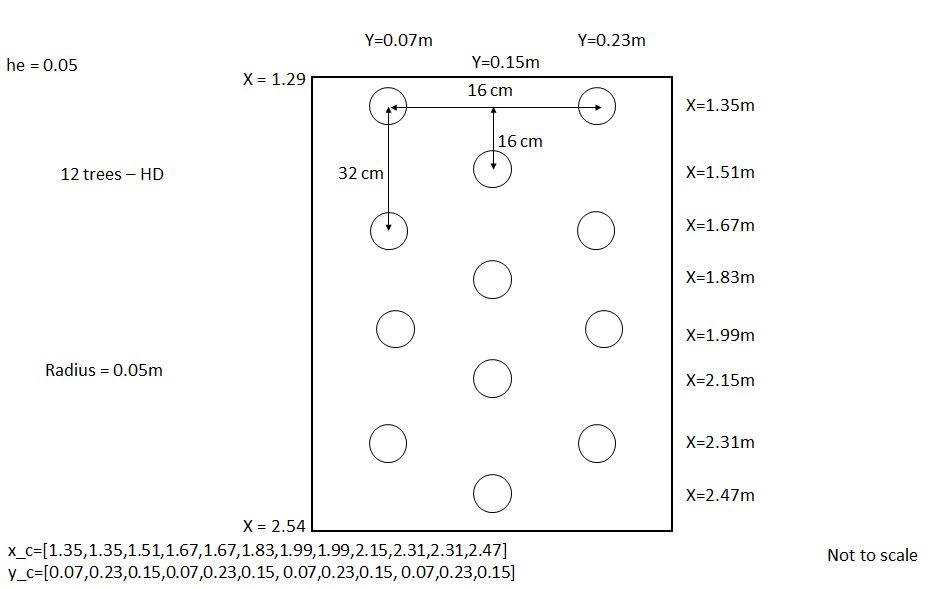 Y=0.07m
Y=0.23m
he = 0.05
Y=0.15m
X = 1.29
16 cm
X=1.35m
16 cm
12 trees – HD
32 cm
X=1.51m
X=1.67m
X=1.83m
X=1.99m
Radius = 0.05m
X=2.15m
X=2.31m
X=2.47m
X = 2.54
x_c=[1.35,1.35,1.51,1.67,1.67,1.83,1.99,1.99,2.15,2.31,2.31,2.47]
Not to scale
y_c=[0.07,0.23,0.15,0.07,0.23,0.15, 0.07,0.23,0.15, 0.07,0.23,0.15]